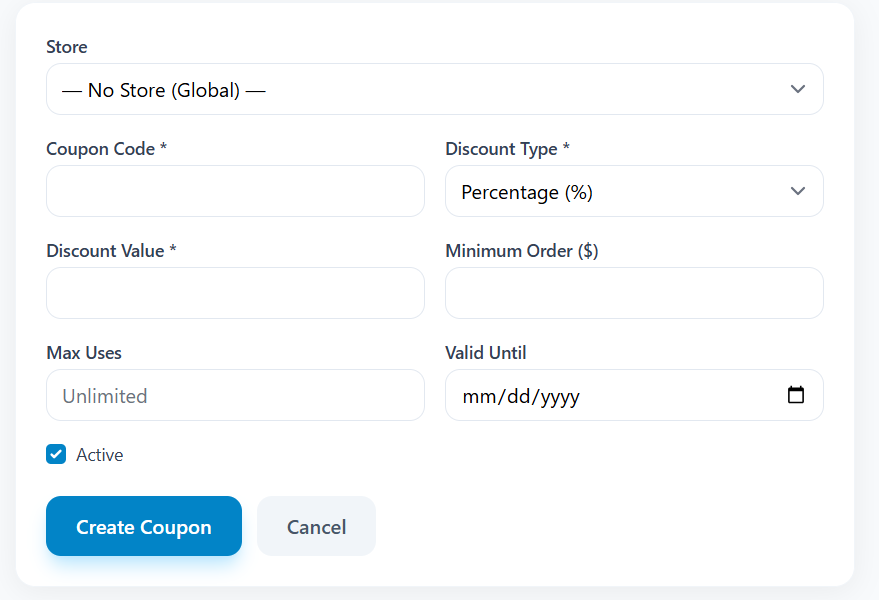 Store
— No Store (Global) —
Coupon Code *
Discount Type *
Percentage (%)
Discount Value *
Minimum Order ($)
Max Uses
Valid Until
Unlimited
mm/dd/yyyy
Active
Create Coupon
Cancel